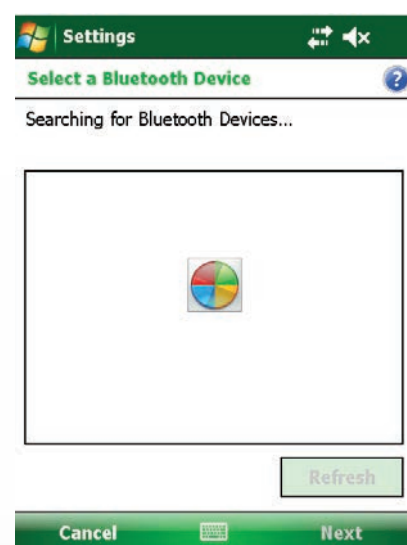 Settings
Select a Bluetooth Device
Searching for Bluetooth Devices...
Refresh
Cancel Next